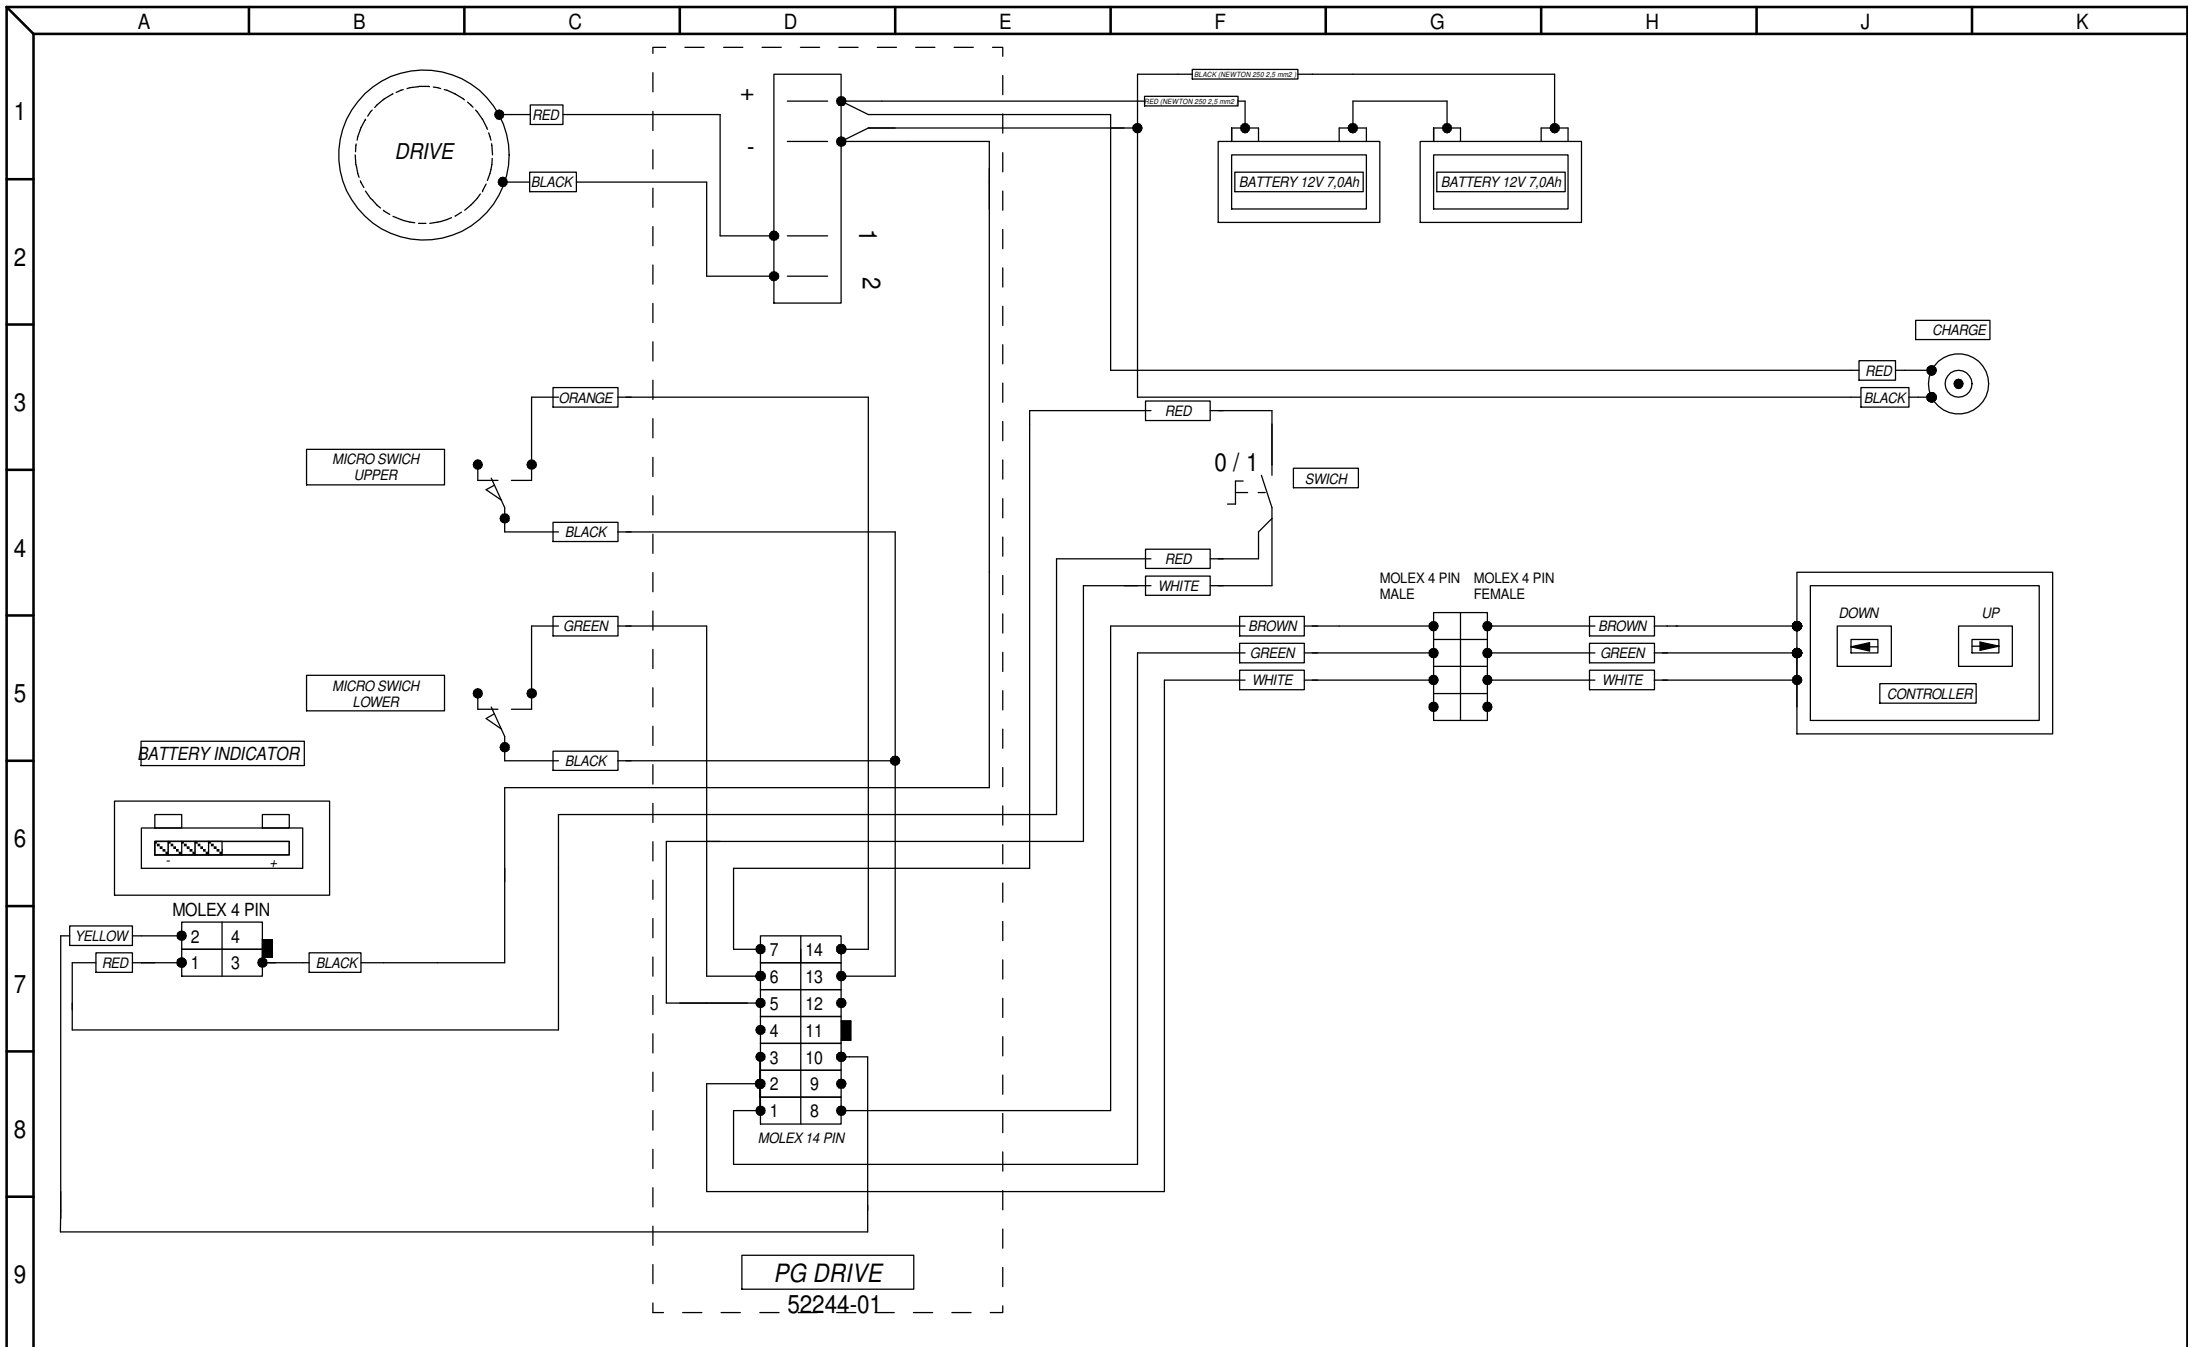 A B C D E F G H J K
1
2
3
4
5
6
7
8
9
DRIVE
RED
BLACK
+
-
1
2
BLACK (NEWTON 250 2,5 mm2 )
RED (NEWTON 250 2,5 mm2
BATTERY 12V 7,0Ah
BATTERY 12V 7,0Ah
CHARGE
RED
BLACK
ORANGE
MICRO SWICH
UPPER
BLACK
RED
0 / 1
SWICH
RED
WHITE
GREEN
MICRO SWICH
LOWER
BLACK
MOLEX 4 PIN
MALE
MOLEX 4 PIN
FEMALE
BROWN
GREEN
WHITE
BROWN
GREEN
WHITE
DOWN
UP
CONTROLLER
BATTERY INDICATOR
- +
MOLEX 4 PIN
YELLOW
RED
2 4
1 3
BLACK
7 14
6 13
5 12
4 11
3 10
2 9
1 8
MOLEX 14 PIN
PG DRIVE
52244-01